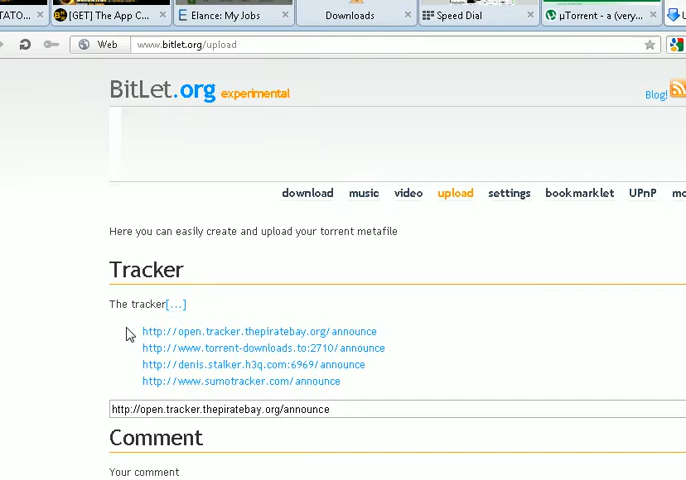 TATO...
[GET] The App C...
Elance: My Jobs
Downloads
Speed Dial
µTorrent - a (very...
Web
www.bitlet.org/upload
BitLet.org experimental
Blog!
download music video upload settings bookmarklet UPnP mo
Here you can easily create and upload your torrent metafile
Tracker
The tracker[...]
http://open.tracker.thepiratebay.org/announce
http://www.torrent-downloads.to:2710/announce
http://denis.stalker.h3q.com:6969/announce
http://www.sumotracker.com/announce
http://open.tracker.thepiratebay.org/announce
Comment
Your comment